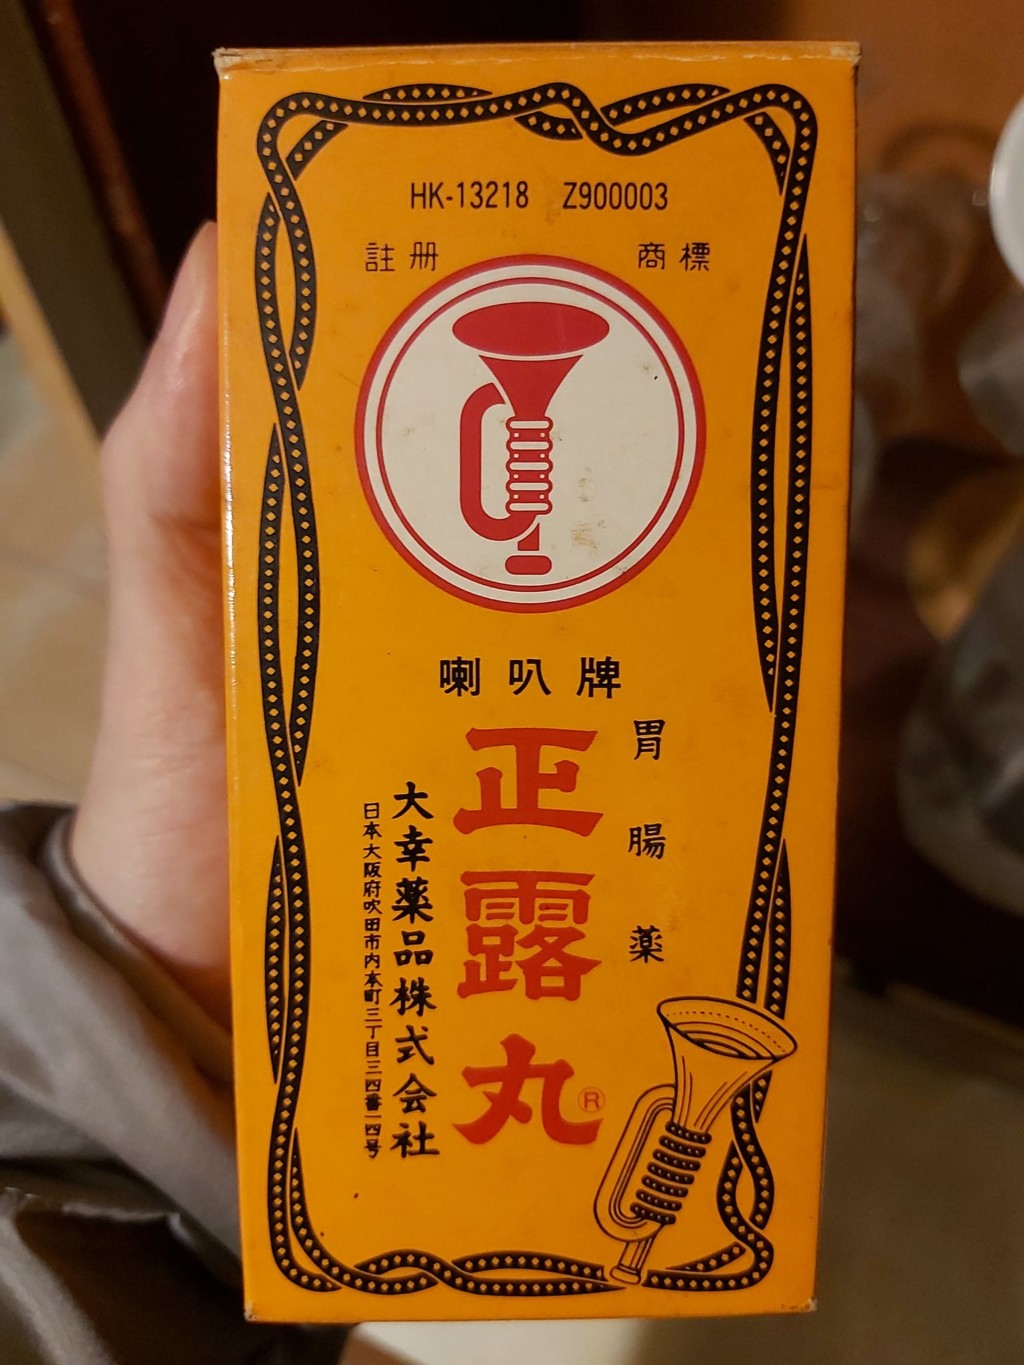 HK-13218 Z900003
註册 商標
喇叭牌
胃腸薬
正露丸®
大幸薬品株式会社
日本大阪府吹田市内本町三丁目三四番一四号